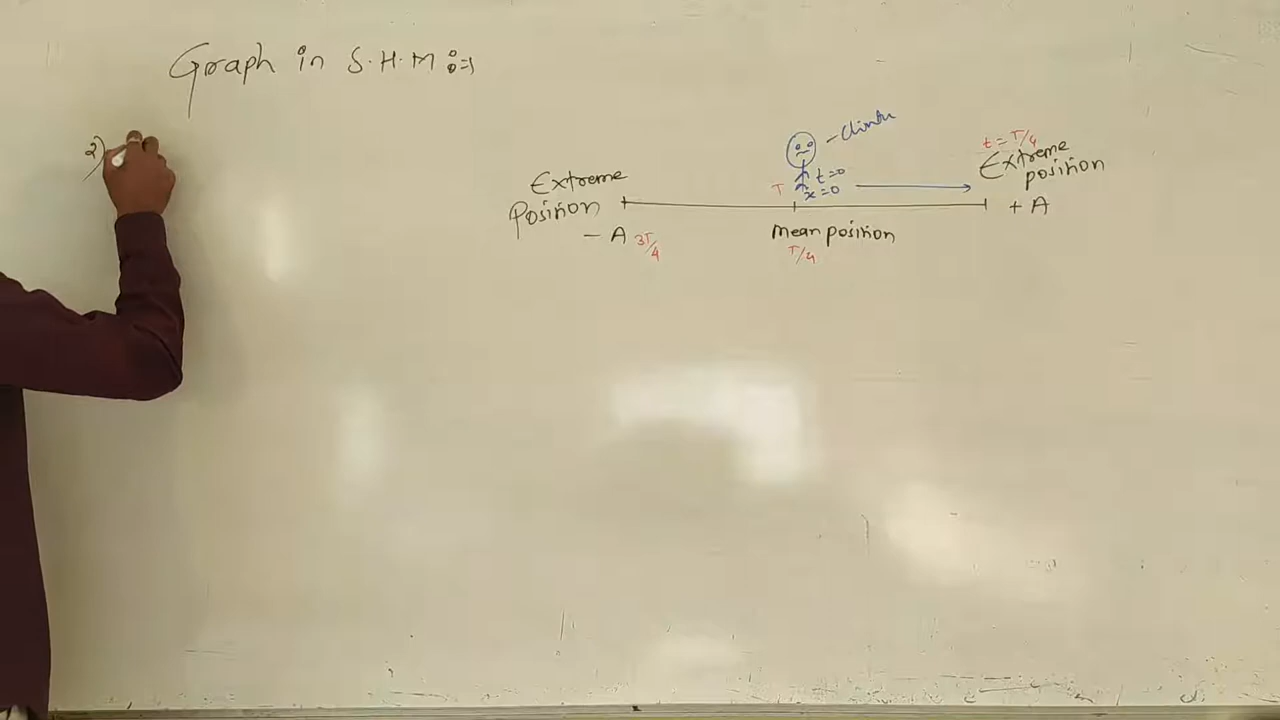 Graph in S.H.M :=>
2)
- Chintu
t=0
x=0
T
t = T/4
Extreme
position
+ A
Extreme
Position
- A 3T/4
mean position
T/4